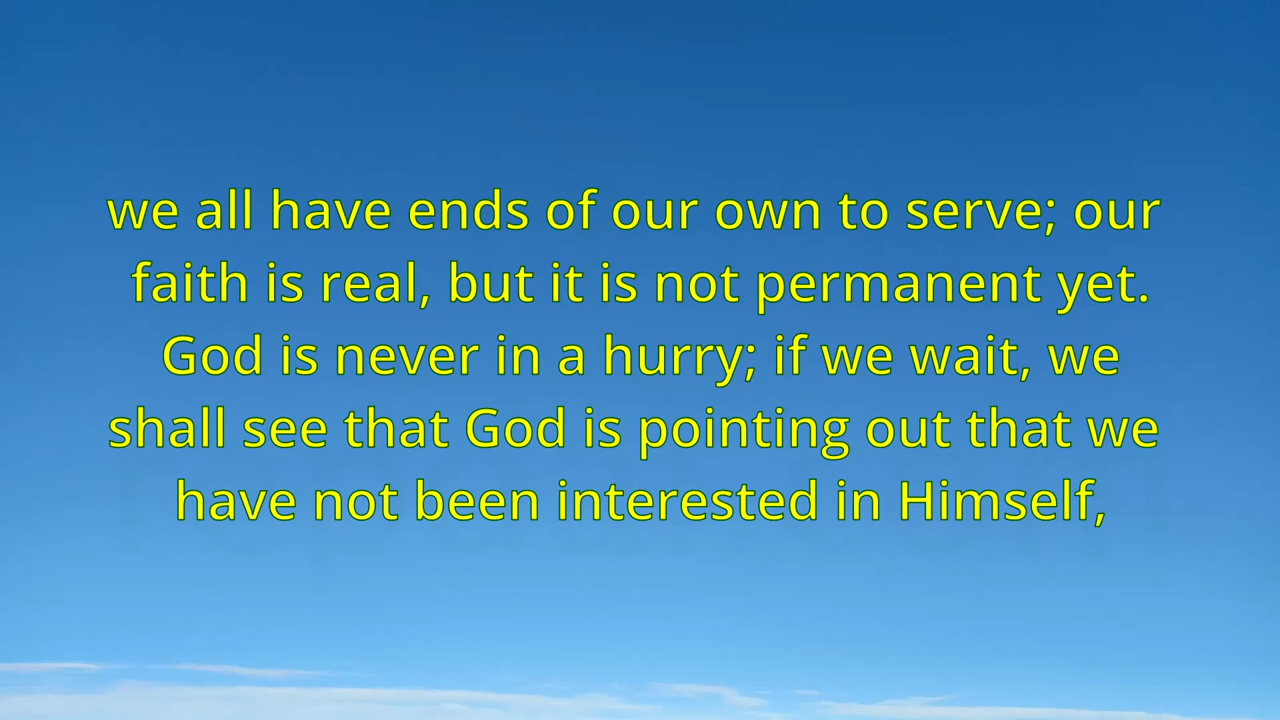 we all have ends of our own to serve; our
faith is real, but it is not permanent yet.
God is never in a hurry; if we wait, we
shall see that God is pointing out that we
have not been interested in Himself,